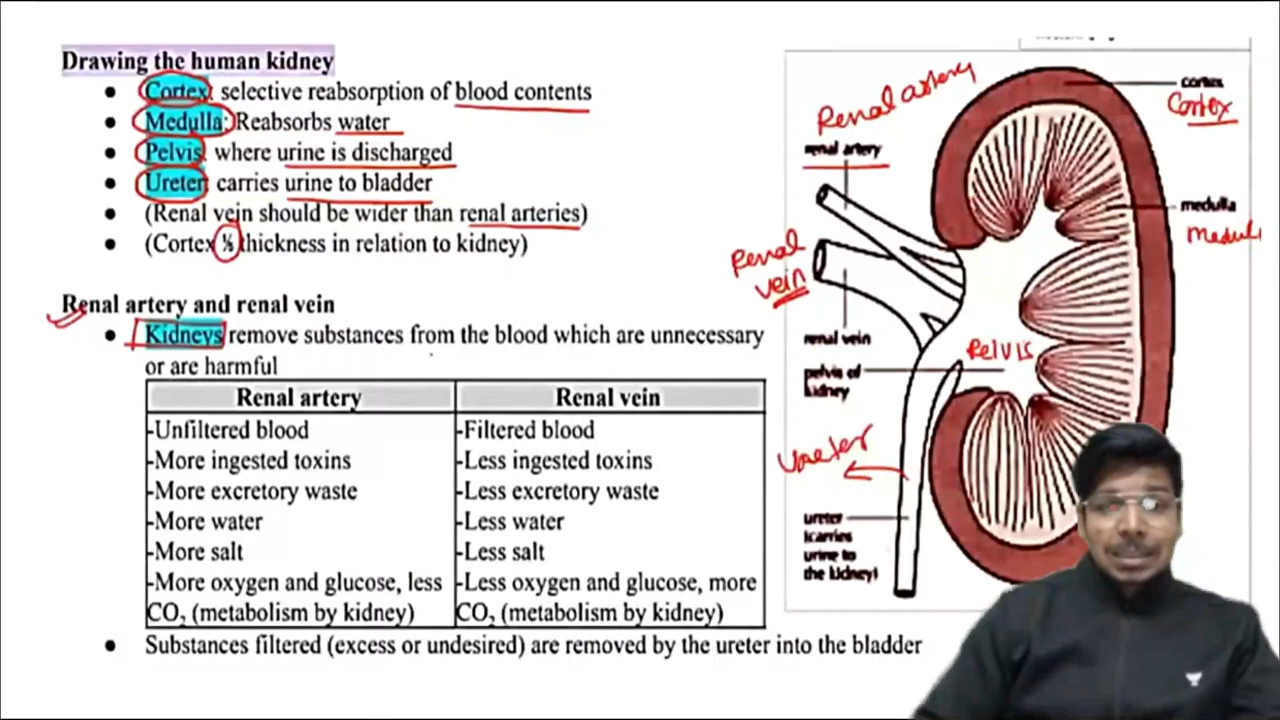 Drawing the human kidney
Cortex: selective reabsorption of blood contents
Medulla: Reabsorbs water
Pelvis: where urine is discharged
Ureter: carries urine to bladder
(Renal vein should be wider than renal arteries)
(Cortex ⅕ thickness in relation to kidney)
Renal artery and renal vein
Kidneys remove substances from the blood which are unnecessary
or are harmful
Renal artery Renal vein
-Unfiltered blood -Filtered blood
-More ingested toxins -Less ingested toxins
-More excretory waste -Less excretory waste
-More water -Less water
-More salt -Less salt
-More oxygen and glucose, less -Less oxygen and glucose, more
CO₂ (metabolism by kidney) CO₂ (metabolism by kidney)
Substances filtered (excess or undesired) are removed by the ureter into the bladder
Renal artery
renal artery
cortex
Cortex
medulla
Medul
Renal
vein
renal vein
Pelvis
pelvis of
kidney
Ureter
ureter
(carries
urine to
the kidney)